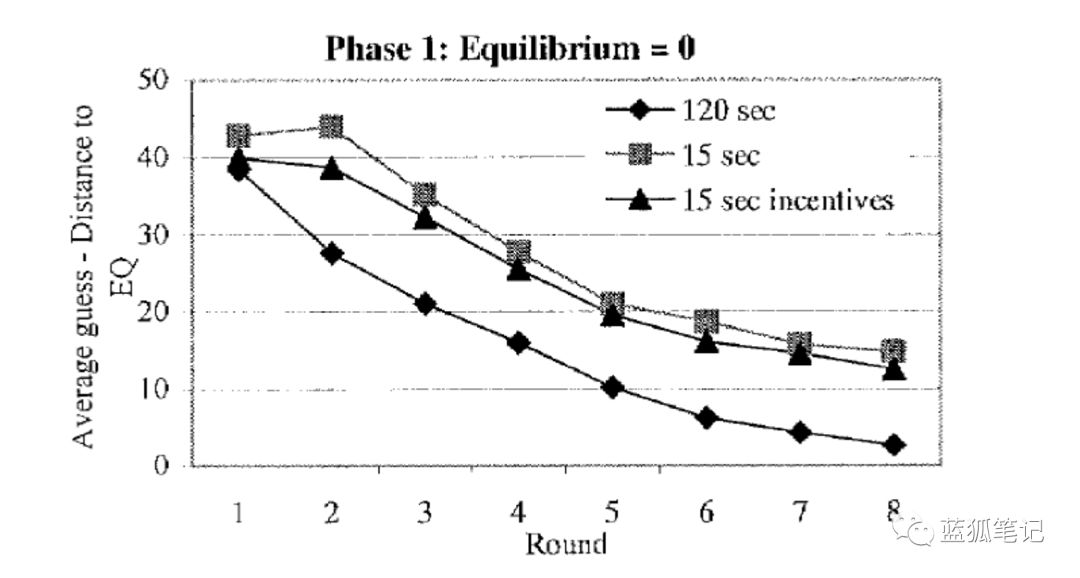 Phase 1: Equilibrium = 0
Average guess - Distance to
EQ
50
40
30
20
10
0
120 sec
15 sec
15 sec incentives
1 2 3 4 5 6 7 8
Round
蓝狐笔记